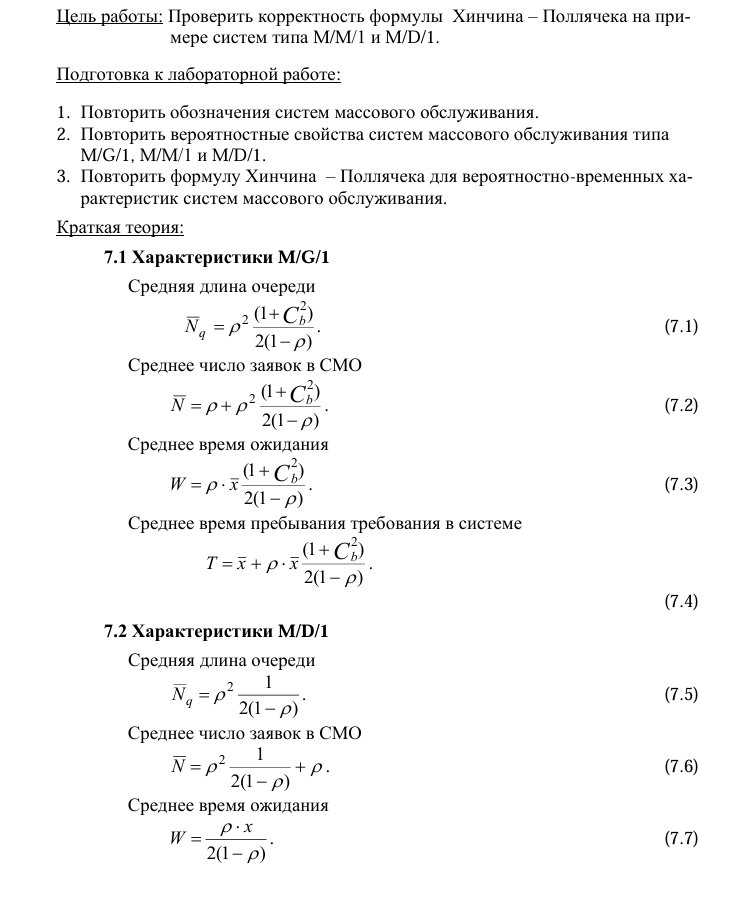 Цель работы: Проверить корректность формулы Хинчина – Поллячека на при-
мере систем типа M/M/1 и M/D/1.
Подготовка к лабораторной работе:
1. Повторить обозначения систем массового обслуживания.
2. Повторить вероятностные свойства систем массового обслуживания типа
M/G/1, M/M/1 и M/D/1.
3. Повторить формулу Хинчина – Поллячека для вероятностно-временных ха-
рактеристик систем массового обслуживания.
Краткая теория:
7.1 Характеристики M/G/1
Средняя длина очереди
$\overline{N}_q = \rho^2 \frac{(1+C_b^2)}{2(1-\rho)}.$ (7.1)
Среднее число заявок в СМО
$\overline{N} = \rho + \rho^2 \frac{(1+C_b^2)}{2(1-\rho)}.$ (7.2)
Среднее время ожидания
$W = \rho \cdot \overline{x} \frac{(1+C_b^2)}{2(1-\rho)}.$ (7.3)
Среднее время пребывания требования в системе
$T = \overline{x} + \rho \cdot \overline{x} \frac{(1+C_b^2)}{2(1-\rho)}.$
(7.4)
7.2 Характеристики M/D/1
Средняя длина очереди
$\overline{N}_q = \rho^2 \frac{1}{2(1-\rho)}.$ (7.5)
Среднее число заявок в СМО
$\overline{N} = \rho^2 \frac{1}{2(1-\rho)} + \rho.$ (7.6)
Среднее время ожидания
$W = \frac{\rho \cdot x}{2(1-\rho)}.$ (7.7)